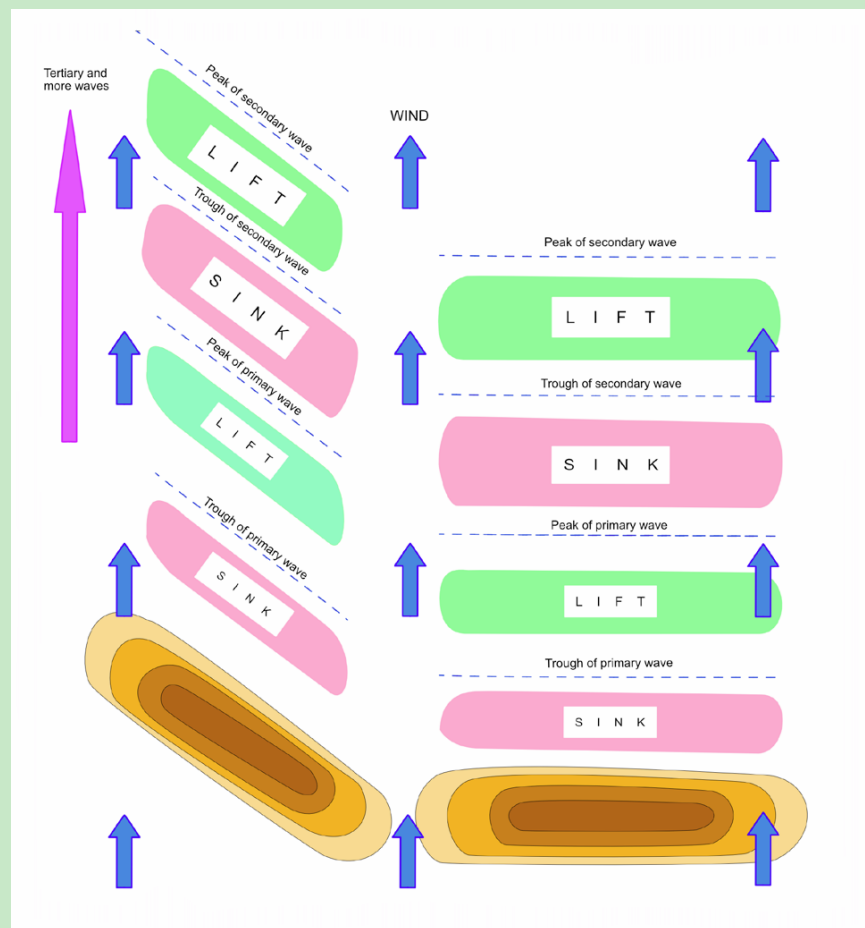 Tertiary and
more waves
Peak of secondary wave
L I F T
Trough of secondary wave
S I N K
Peak of primary wave
L I F T
Trough of primary wave
S I N K
WIND
Peak of secondary wave
L I F T
Trough of secondary wave
S I N K
Peak of primary wave
L I F T
Trough of primary wave
S I N K